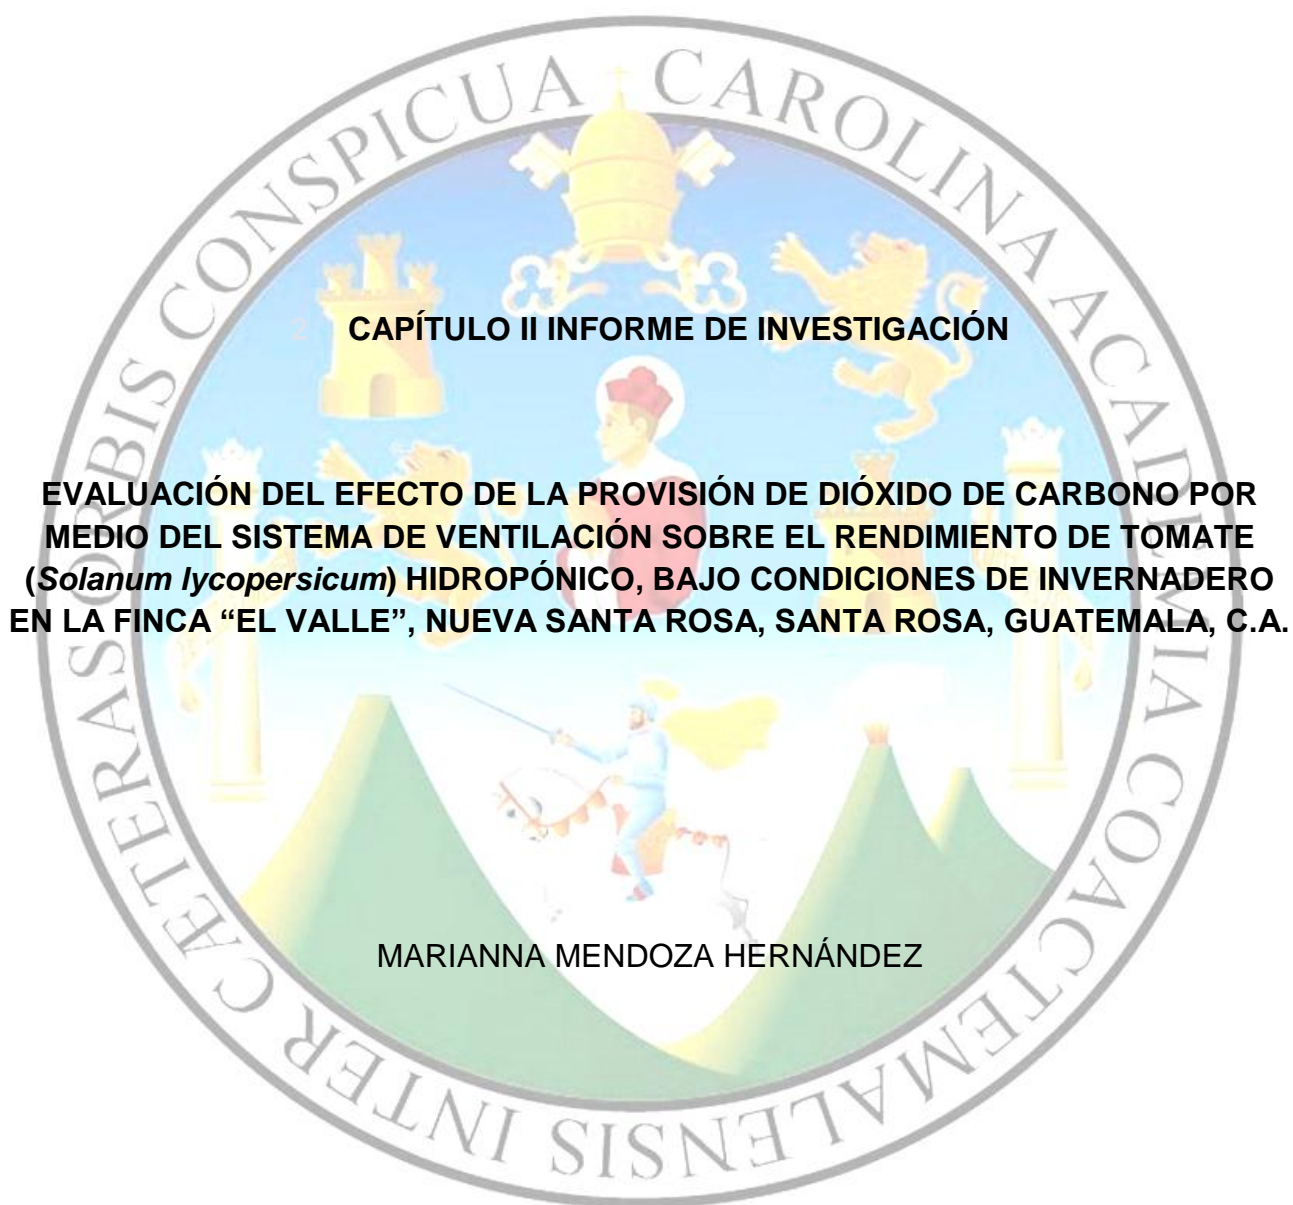 2. CAPÍTULO II INFORME DE INVESTIGACIÓN
EVALUACIÓN DEL EFECTO DE LA PROVISIÓN DE DIÓXIDO DE CARBONO POR
MEDIO DEL SISTEMA DE VENTILACIÓN SOBRE EL RENDIMIENTO DE TOMATE
(Solanum lycopersicum) HIDROPÓNICO, BAJO CONDICIONES DE INVERNADERO
EN LA FINCA “EL VALLE”, NUEVA SANTA ROSA, SANTA ROSA, GUATEMALA, C.A.
MARIANNA MENDOZA HERNÁNDEZ
CAROLINA ACADEMIA COACTEMALENSIS INTER CÆTERAS ORBIS CONSPICUA